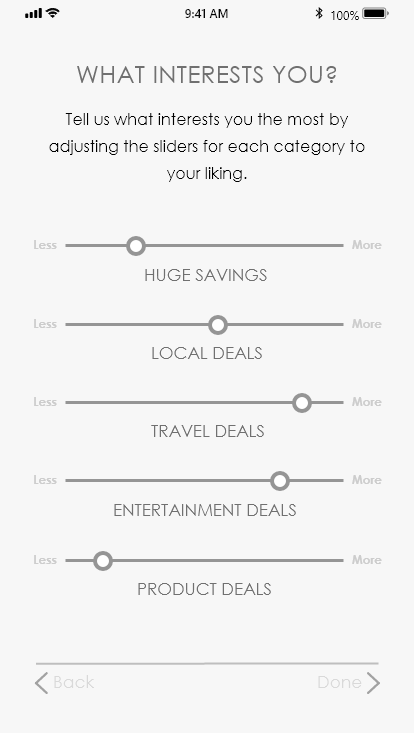 9:41 AM 100%
WHAT INTERESTS YOU?
Tell us what interests you the most by
adjusting the sliders for each category to
your liking.
Less More
HUGE SAVINGS
Less More
LOCAL DEALS
Less More
TRAVEL DEALS
Less More
ENTERTAINMENT DEALS
Less More
PRODUCT DEALS
Back Done